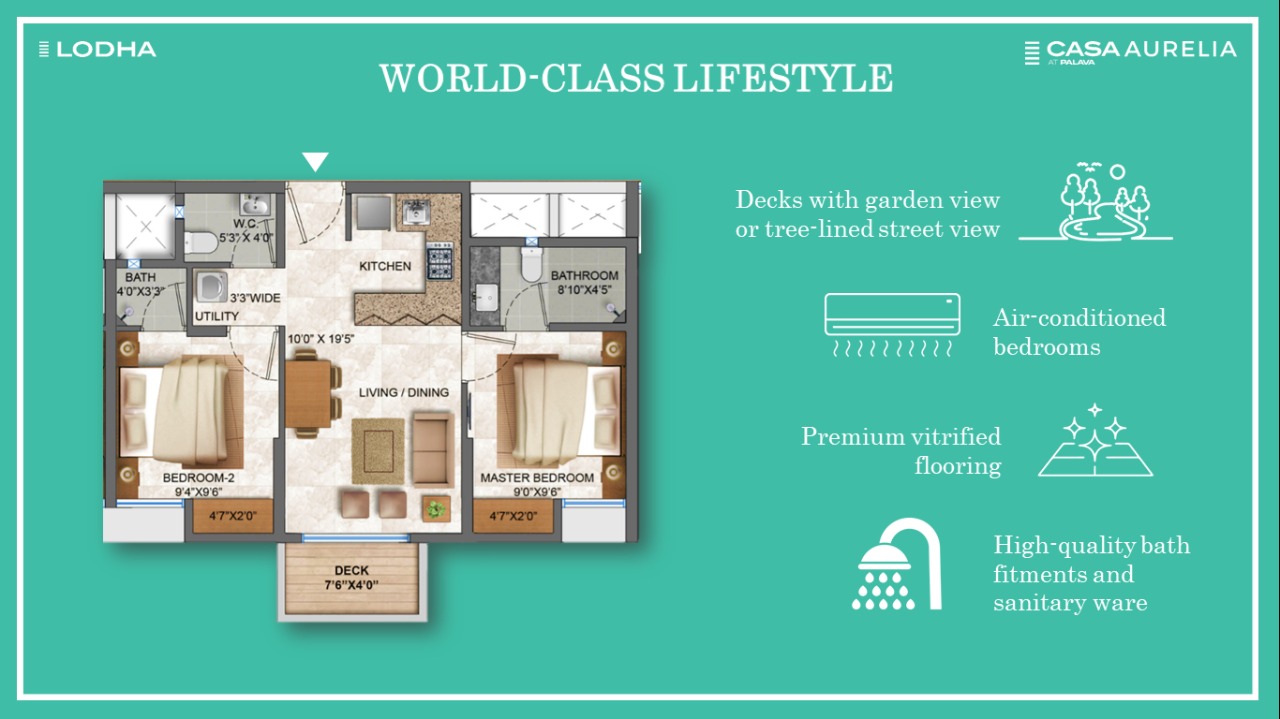 LODHA
CASA AURELIA
AT PALAVA
WORLD-CLASS LIFESTYLE
W.C.
5'3"X 4'0"
KITCHEN
BATH
4'0"X3'3"
3'3"WIDE
UTILITY
BATHROOM
8'10"X4'5"
10'0" X 19'5"
LIVING / DINING
BEDROOM-2
9'4"X9'6"
4'7"X2'0"
MASTER BEDROOM
9'0"X9'6"
4'7"X2'0"
DECK
7'6"X4'0"
Decks with garden view
or tree-lined street view
Air-conditioned
bedrooms
Premium vitrified
flooring
High-quality bath
fitments and
sanitary ware